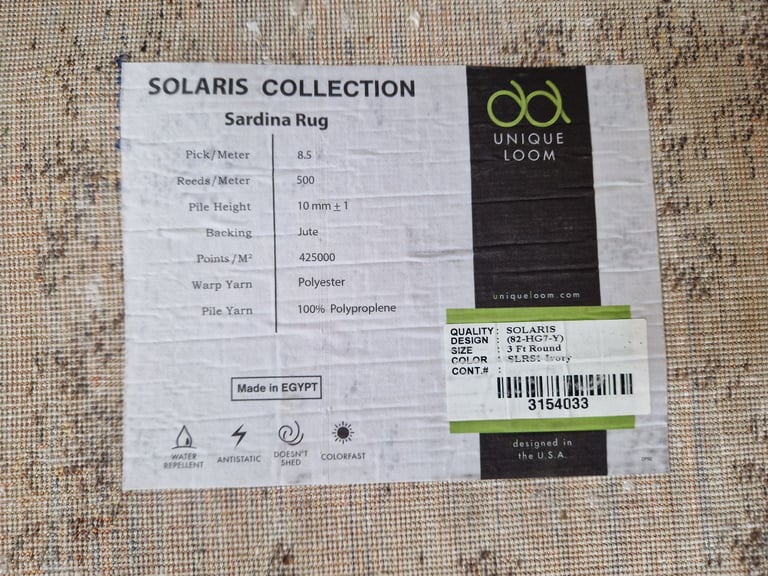 SOLARIS COLLECTION
Sardina Rug
Pick/Meter 8.5
Reeds/Meter 500
Pile Height 10 mm ± 1
Backing Jute
Points/M² 425000
Warp Yarn Polyester
Pile Yarn 100% Polyproplene
Made in EGYPT
WATER
REPELLENT
ANTISTATIC
DOESN'T
SHED
COLORFAST
UNIQUE
LOOM
uniqueloom.com
QUALITY : SOLARIS
DESIGN : (82-HG7-Y)
SIZE : 3 Ft Round
COLOR : SLRS1 Ivory
CONT.# :
3154033
designed in
the U.S.A.